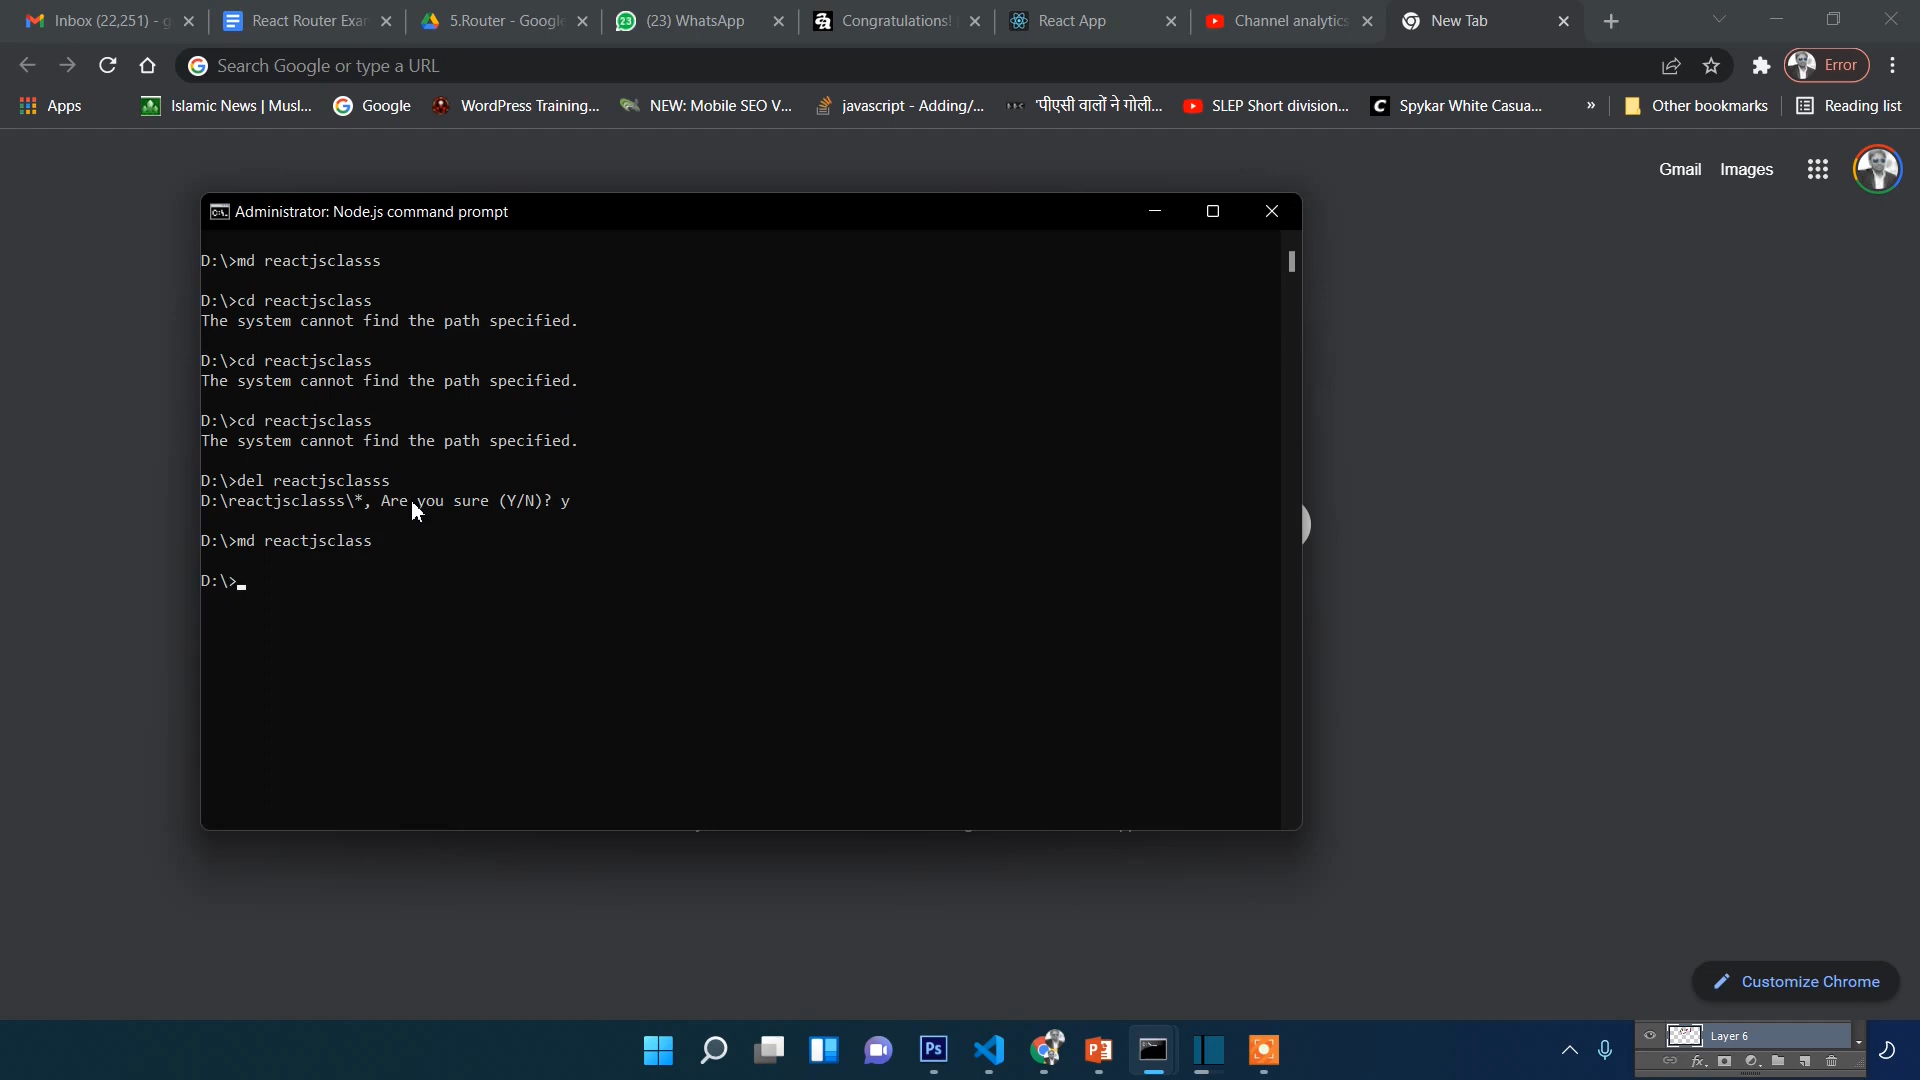 Inbox (22,251) - g
React Router Exar
5.Router - Google
(23) WhatsApp
Congratulations!
React App
Channel analytics
New Tab
Search Google or type a URL
Error
Apps
Islamic News | Musl...
Google
WordPress Training...
NEW: Mobile SEO V...
javascript - Adding/...
'पीएसी वालों ने गोली...
SLEP Short division...
Spykar White Casua...
»
Other bookmarks
Reading list
Gmail
Images
Administrator: Node.js command prompt
D:\>md reactjsclasss
D:\>cd reactjsclass
The system cannot find the path specified.
D:\>cd reactjsclass
The system cannot find the path specified.
D:\>cd reactjsclass
The system cannot find the path specified.
D:\>del reactjsclasss
D:\reactjsclasss\*, Are you sure (Y/N)? y
D:\>md reactjsclass
D:\>
Customize Chrome
Layer 6